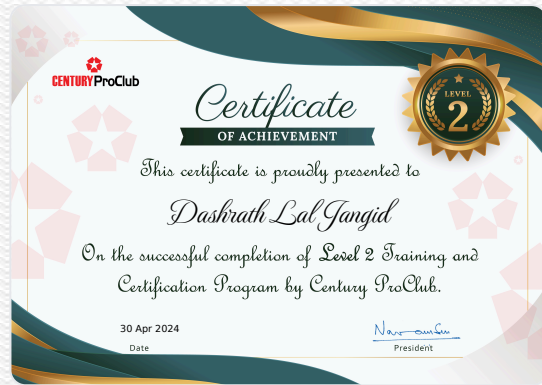 CENTURY ProClub
LEVEL
2
Certificate
OF ACHIEVEMENT
This certificate is proudly presented to
Dashrath Lal Jangid
On the successful completion of Level 2 Training and
Certification Program by Century ProClub.
30 Apr 2024
Date
President